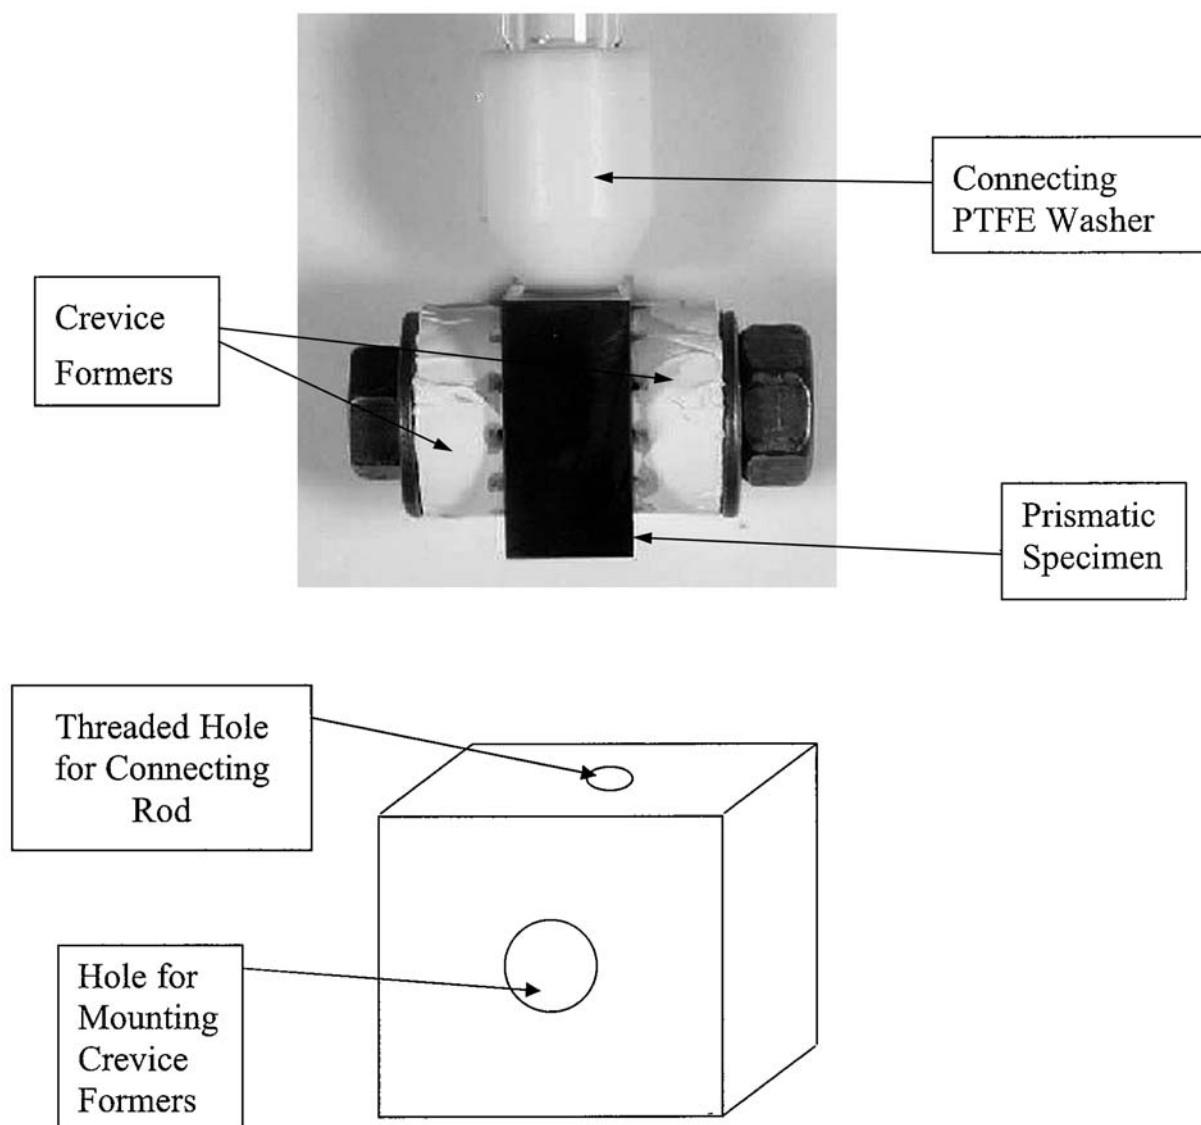 Connecting
PTFE Washer
Crevice
Formers
Prismatic
Specimen
Threaded Hole
for Connecting
Rod
Hole for
Mounting
Crevice
Formers